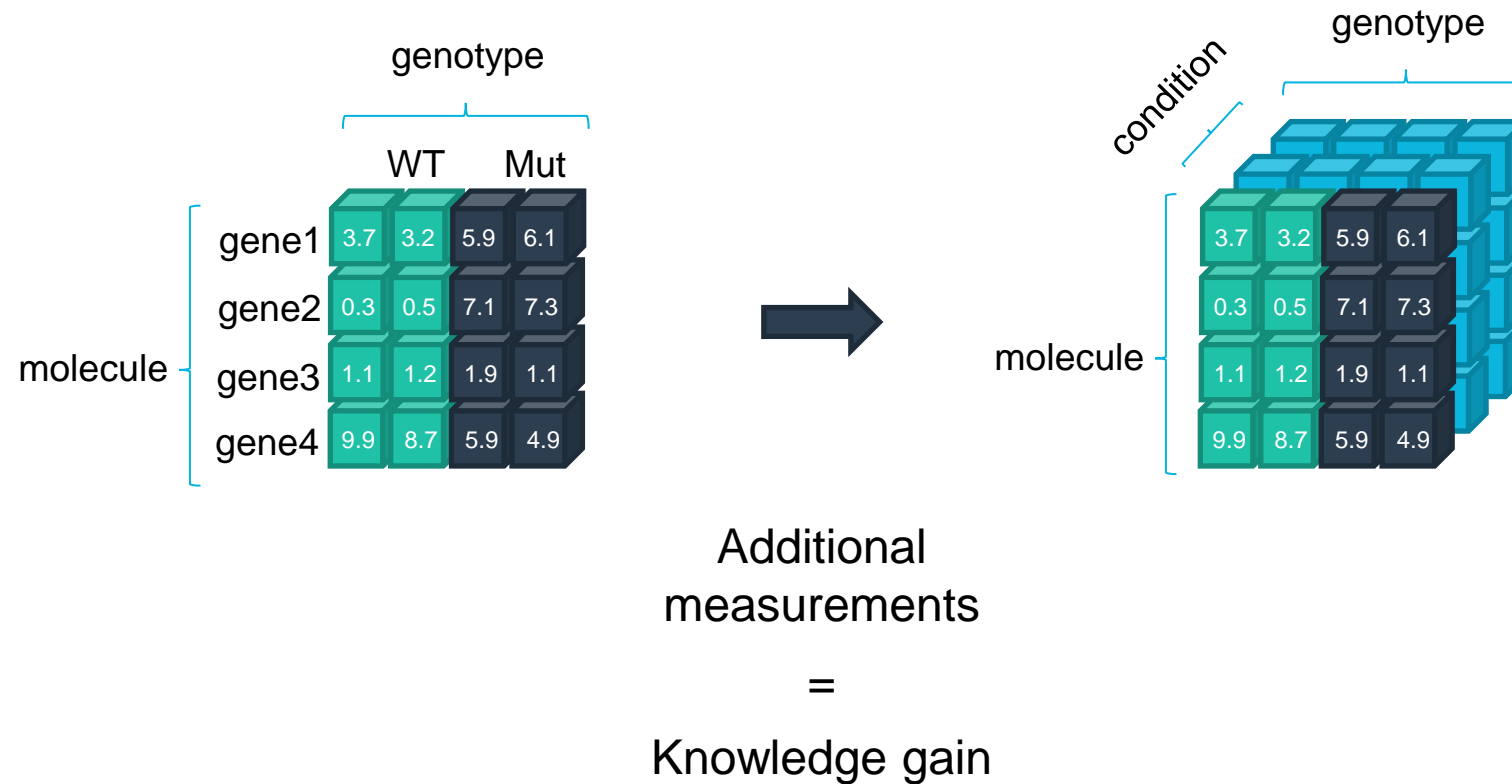 genotype
WT Mut
gene1 3.7 3.2 5.9 6.1
gene2 0.3 0.5 7.1 7.3
molecule
gene3 1.1 1.2 1.9 1.1
gene4 9.9 8.7 5.9 4.9
genotype
condition
3.7 3.2 5.9 6.1
0.3 0.5 7.1 7.3
molecule
1.1 1.2 1.9 1.1
9.9 8.7 5.9 4.9
Additional
measurements
=
Knowledge gain